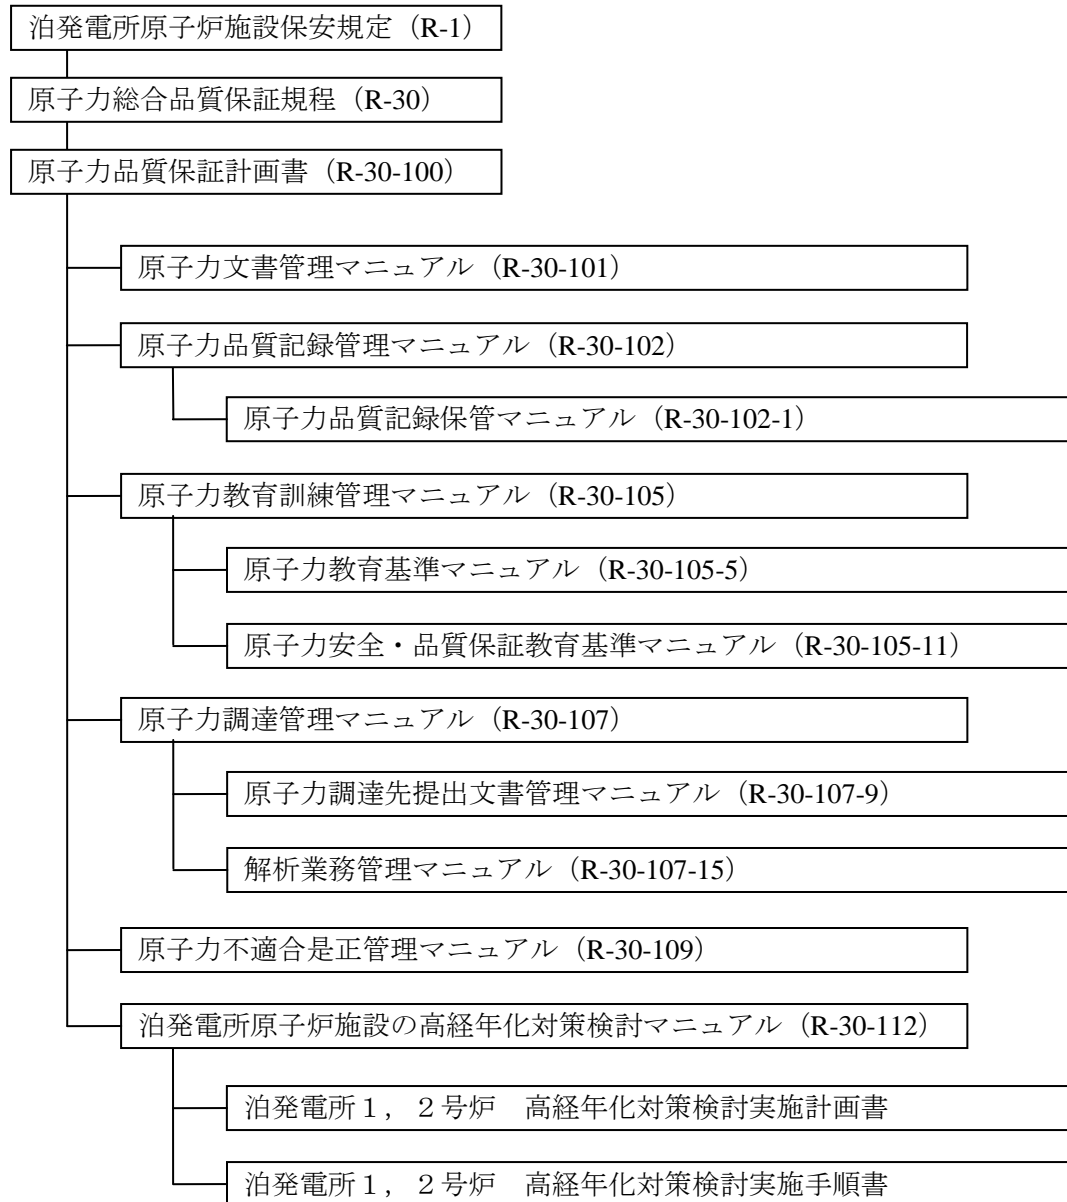 泊発電所原子炉施設保安規定（R-1）
原子力総合品質保証規程（R-30）
原子力品質保証計画書（R-30-100）
原子力文書管理マニュアル（R-30-101）
原子力品質記録管理マニュアル（R-30-102）
原子力品質記録保管マニュアル（R-30-102-1）
原子力教育訓練管理マニュアル（R-30-105）
原子力教育基準マニュアル（R-30-105-5）
原子力安全・品質保証教育基準マニュアル（R-30-105-11）
原子力調達管理マニュアル（R-30-107）
原子力調達先提出文書管理マニュアル（R-30-107-9）
解析業務管理マニュアル（R-30-107-15）
原子力不適合是正管理マニュアル（R-30-109）
泊発電所原子炉施設の高経年化対策検討マニュアル（R-30-112）
泊発電所１，２号炉　高経年化対策検討実施計画書
泊発電所１，２号炉　高経年化対策検討実施手順書